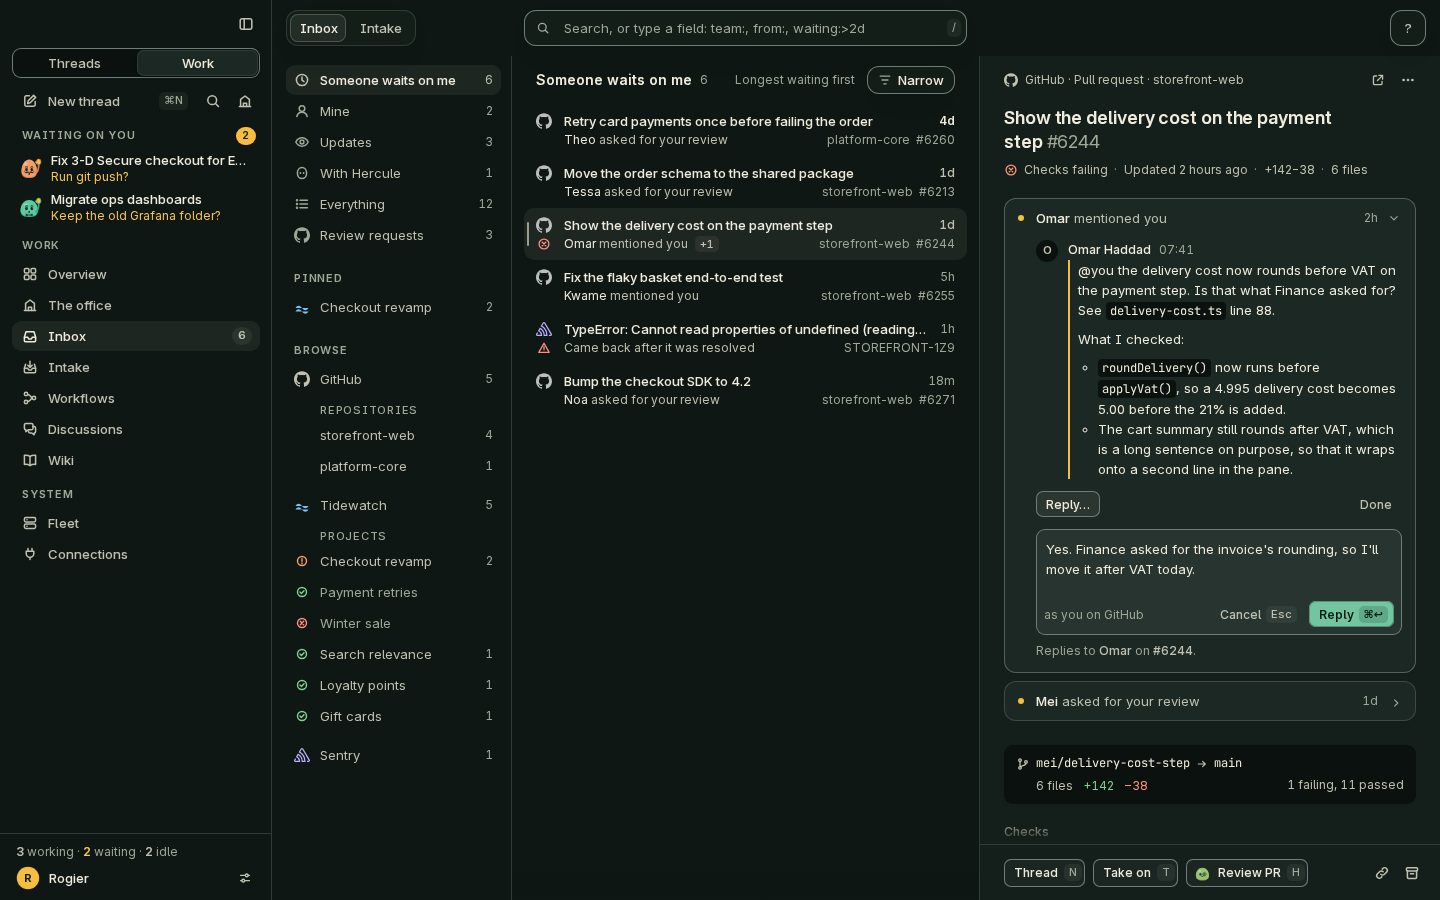 Threads
Work
New thread
⌘N
WAITING ON YOU
2
Fix 3-D Secure checkout for E…
Run git push?
Migrate ops dashboards
Keep the old Grafana folder?
WORK
Overview
The office
Inbox
6
Intake
Workflows
Discussions
Wiki
SYSTEM
Fleet
Connections
3 working · 2 waiting · 2 idle
R
Rogier
Inbox
Intake
Someone waits on me 6
Mine 2
Updates 3
With Hercule 1
Everything 12
Review requests 3
PINNED
Checkout revamp 2
BROWSE
GitHub 5
REPOSITORIES
storefront-web 4
platform-core 1
Tidewatch 5
PROJECTS
Checkout revamp 2
Payment retries
Winter sale
Search relevance 1
Loyalty points 1
Gift cards 1
Sentry 1
Search, or type a field: team:, from:, waiting:>2d
/
?
Someone waits on me 6
Longest waiting first
Narrow
Retry card payments once before failing the order 4d
Theo asked for your review platform-core #6260
Move the order schema to the shared package 1d
Tessa asked for your review storefront-web #6213
Show the delivery cost on the payment step 1d
Omar mentioned you +1 storefront-web #6244
Fix the flaky basket end-to-end test 5h
Kwame mentioned you storefront-web #6255
TypeError: Cannot read properties of undefined (reading… 1h
Came back after it was resolved STOREFRONT-1Z9
Bump the checkout SDK to 4.2 18m
Noa asked for your review storefront-web #6271
GitHub · Pull request · storefront-web
Show the delivery cost on the payment
step #6244
Checks failing · Updated 2 hours ago · +142−38 · 6 files
Omar mentioned you 2h
O
Omar Haddad 07:41
@you the delivery cost now rounds before VAT on
the payment step. Is that what Finance asked for?
See delivery-cost.ts line 88.
What I checked:
roundDelivery() now runs before
applyVat(), so a 4.995 delivery cost becomes
5.00 before the 21% is added.
The cart summary still rounds after VAT, which
is a long sentence on purpose, so that it wraps
onto a second line in the pane.
Reply…
Done
Yes. Finance asked for the invoice's rounding, so I'll
move it after VAT today.
as you on GitHub
Cancel Esc
Reply ⌘↩
Replies to Omar on #6244.
Mei asked for your review 1d
mei/delivery-cost-step → main
6 files +142 −38
1 failing, 11 passed
Checks
Thread N
Take on T
Review PR H